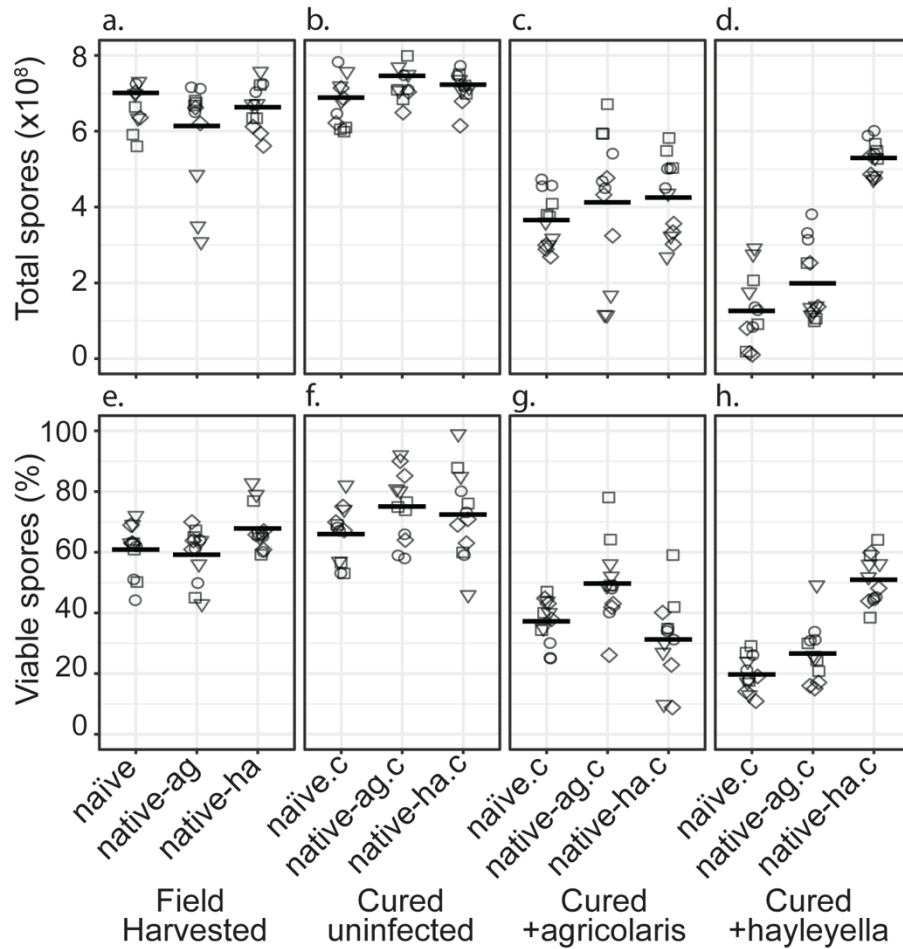 a.
b.
c.
d.
Total spores (x10⁸)
8
6
4
2
0
e.
f.
g.
h.
Viable spores (%)
100
80
60
40
20
0
naïve
native-ag
native-ha
naïve.c
native-ag.c
native-ha.c
naïve.c
native-ag.c
native-ha.c
naïve.c
native-ag.c
native-ha.c
Field
Harvested
Cured
uninfected
Cured
+agricolaris
Cured
+hayleyella